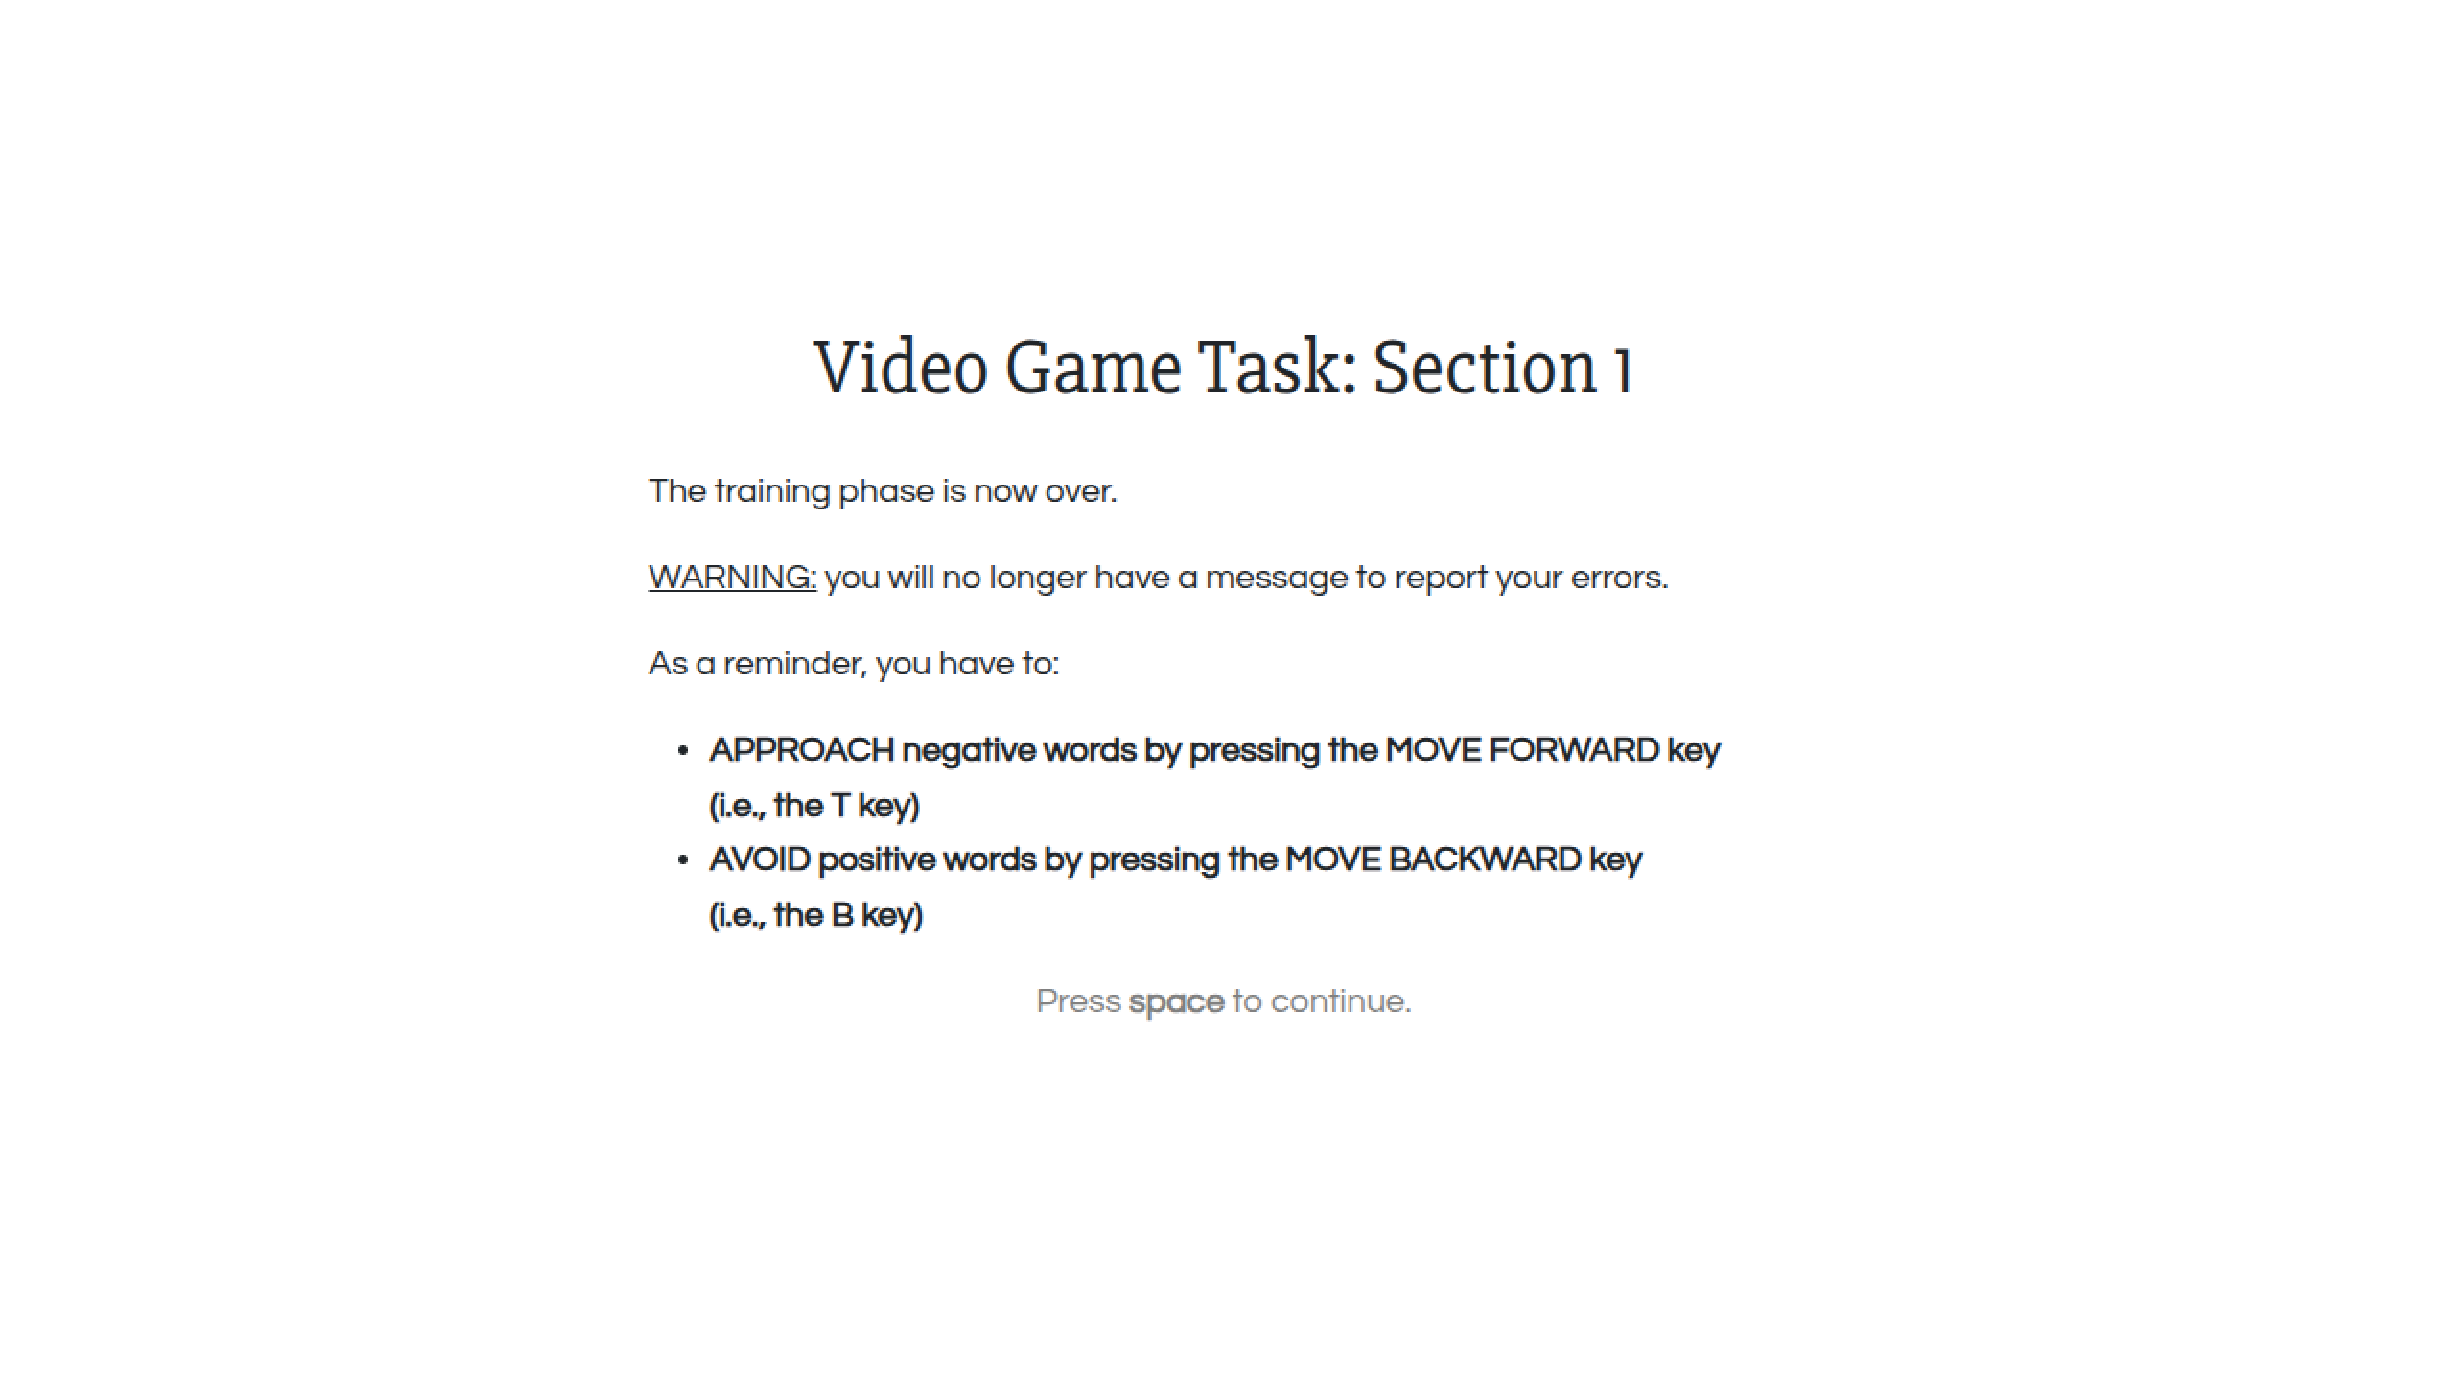 Video Game Task: Section 1
The training phase is now over.
WARNING: you will no longer have a message to report your errors.
As a reminder, you have to:
• APPROACH negative words by pressing the MOVE FORWARD key
(i.e., the T key)
• AVOID positive words by pressing the MOVE BACKWARD key
(i.e., the B key)
Press space to continue.